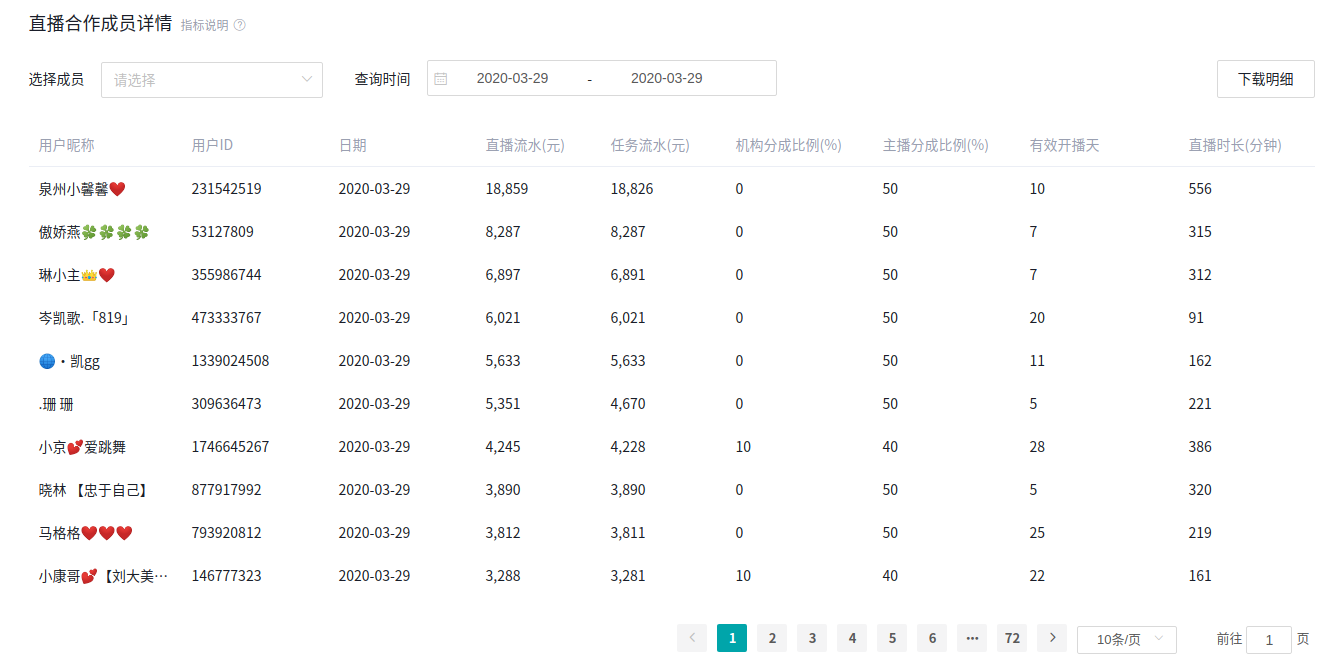 直播合作成员详情 指标说明
选择成员 请选择 查询时间 2020-03-29 - 2020-03-29 下载明细
用户昵称 用户ID 日期 直播流水(元) 任务流水(元) 机构分成比例(%) 主播分成比例(%) 有效开播天 直播时长(分钟)
泉州小馨馨❤️ 231542519 2020-03-29 18,859 18,826 0 50 10 556
傲娇燕🍀🍀🍀🍀 53127809 2020-03-29 8,287 8,287 0 50 7 315
琳小主👑❤️ 355986744 2020-03-29 6,897 6,891 0 50 7 312
岑凯歌.「819」 473333767 2020-03-29 6,021 6,021 0 50 20 91
🌐・凯gg 1339024508 2020-03-29 5,633 5,633 0 50 11 162
.珊 珊 309636473 2020-03-29 5,351 4,670 0 50 5 221
小京💕爱跳舞 1746645267 2020-03-29 4,245 4,228 10 40 28 386
晓林 【忠于自己】 877917992 2020-03-29 3,890 3,890 0 50 5 320
马格格❤️❤️❤️ 793920812 2020-03-29 3,812 3,811 0 50 25 219
小康哥💕【刘大美… 146777323 2020-03-29 3,288 3,281 10 40 22 161
< 1 2 3 4 5 6 ••• 72 > 10条/页 前往 1 页